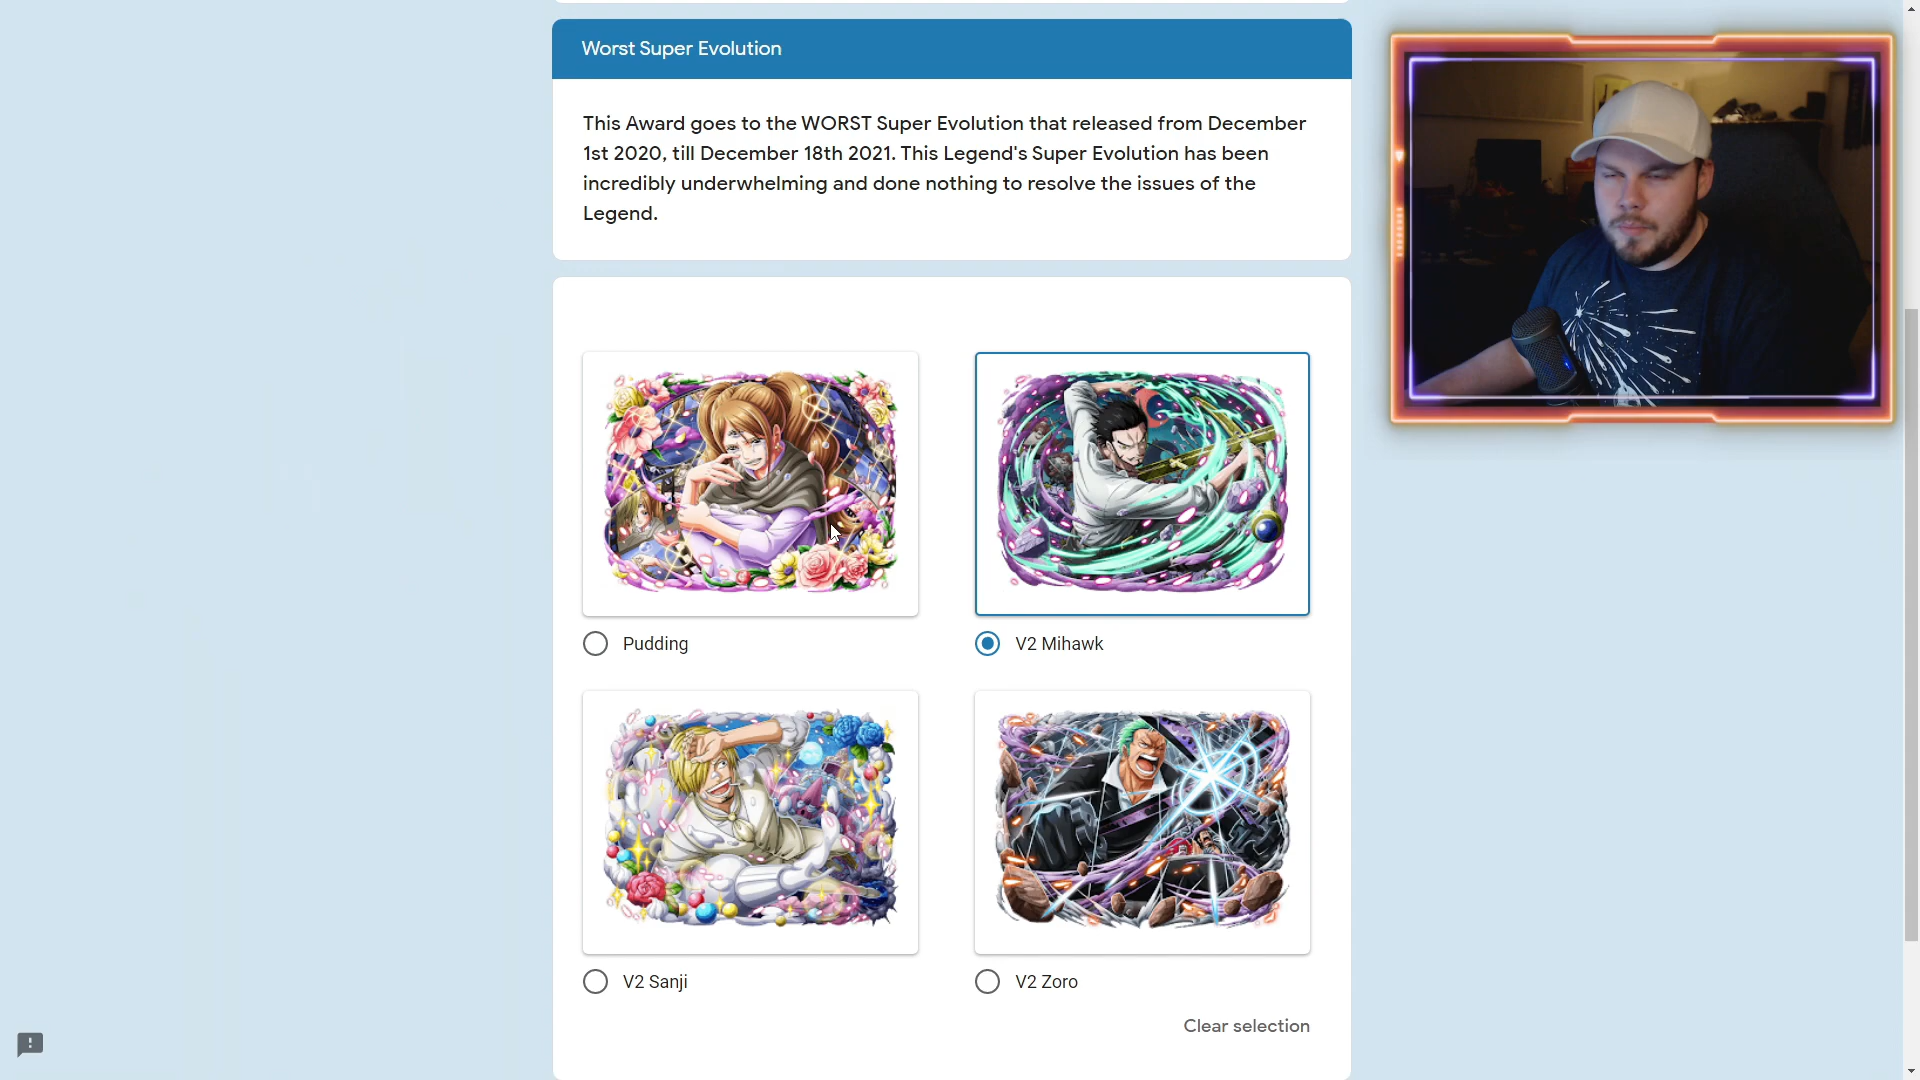 Worst Super Evolution
This Award goes to the WORST Super Evolution that released from December
1st 2020, till December 18th 2021. This Legend's Super Evolution has been
incredibly underwhelming and done nothing to resolve the issues of the
Legend.
Pudding
V2 Mihawk
V2 Sanji
V2 Zoro
Clear selection